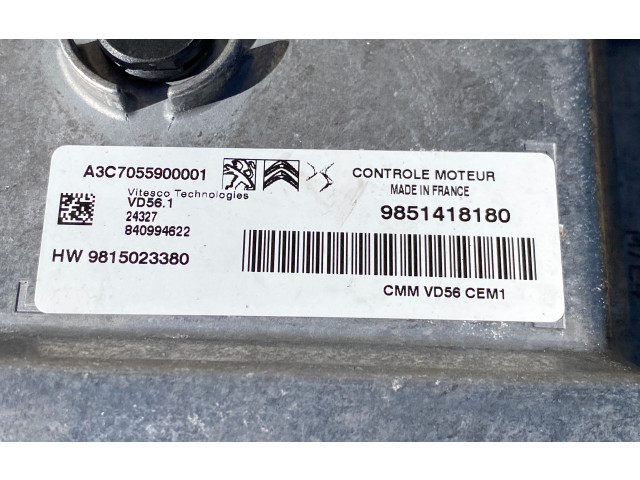 A3C7055900001
Vitesco Technologies
VD56.1
24327
840994622
HW 9815023380
CONTROLE MOTEUR
MADE IN FRANCE
9851418180
CMM VD56 CEM1